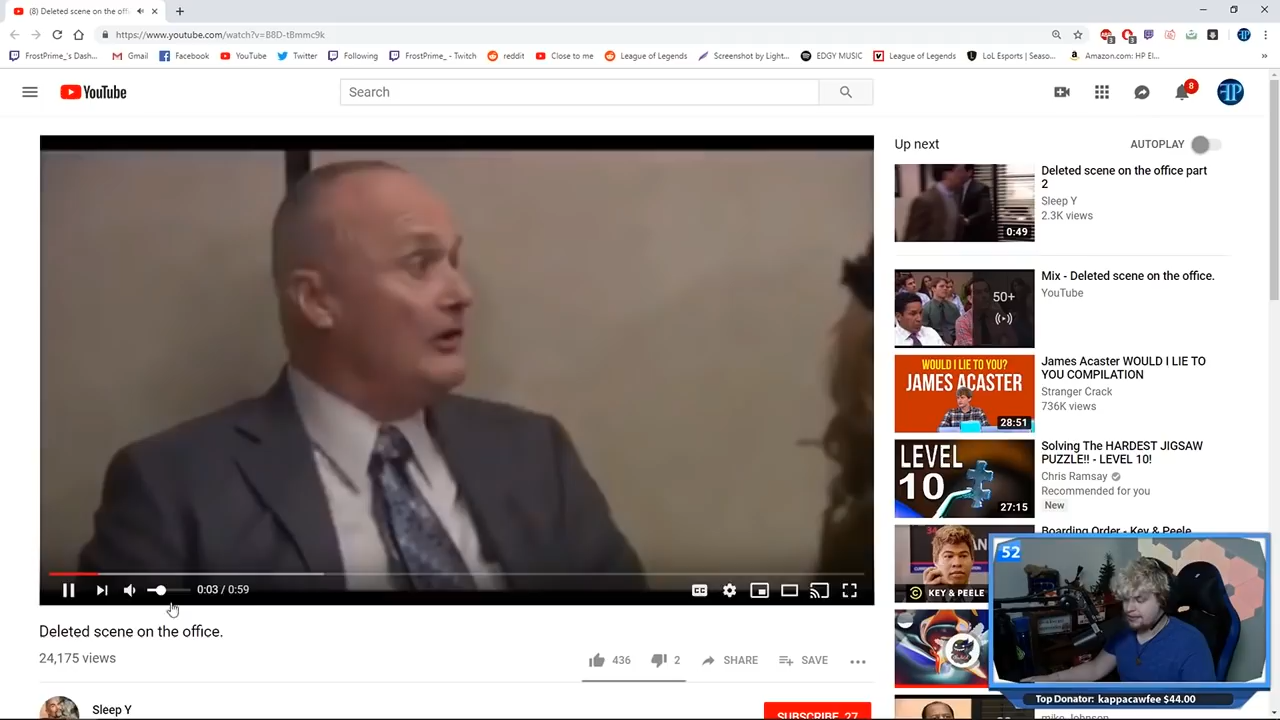 (8) Deleted scene on the offi
https://www.youtube.com/watch?v=B8D-tBmmc9k
FrostPrime_'s Dash...
Gmail
Facebook
YouTube
Twitter
Following
FrostPrime_ - Twitch
reddit
Close to me
League of Legends
Screenshot by Light...
EDGY MUSIC
League of Legends
LoL Esports | Seaso...
Amazon.com: HP El...
YouTube
Search
8
FP
Up next
AUTOPLAY
Deleted scene on the office part
2
Sleep Y
2.3K views
0:49
Mix - Deleted scene on the office.
YouTube
50+
James Acaster WOULD I LIE TO
YOU COMPILATION
Stranger Crack
736K views
WOULD I LIE TO YOU?
JAMES ACASTER
28:51
Solving The HARDEST JIGSAW
PUZZLE!! - LEVEL 10!
Chris Ramsay
Recommended for you
New
LEVEL
10
27:15
Boarding Order - Key & Peele
KEY & PEELE
52
Top Donator: kappacawfee $44.00
0:03 / 0:59
CC
Deleted scene on the office.
24,175 views
436
2
SHARE
SAVE
Sleep Y
SUBSCRIBE 27
mike Johnson